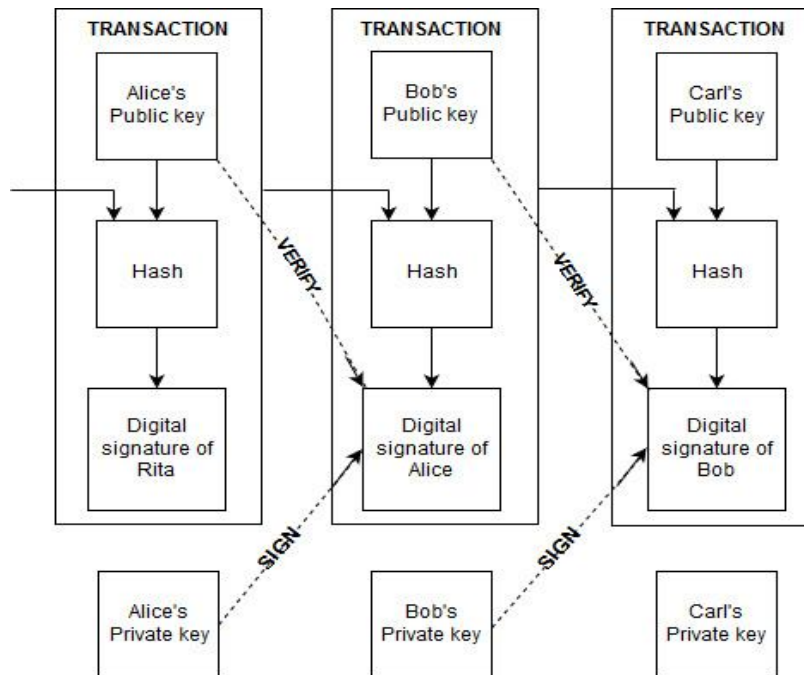 TRANSACTION
Alice's
Public key
Hash
Digital
signature of
Rita
TRANSACTION
Bob's
Public key
Hash
Digital
signature of
Alice
TRANSACTION
Carl's
Public key
Hash
Digital
signature of
Bob
VERIFY
VERIFY
SIGN
SIGN
Alice's
Private key
Bob's
Private key
Carl's
Private key